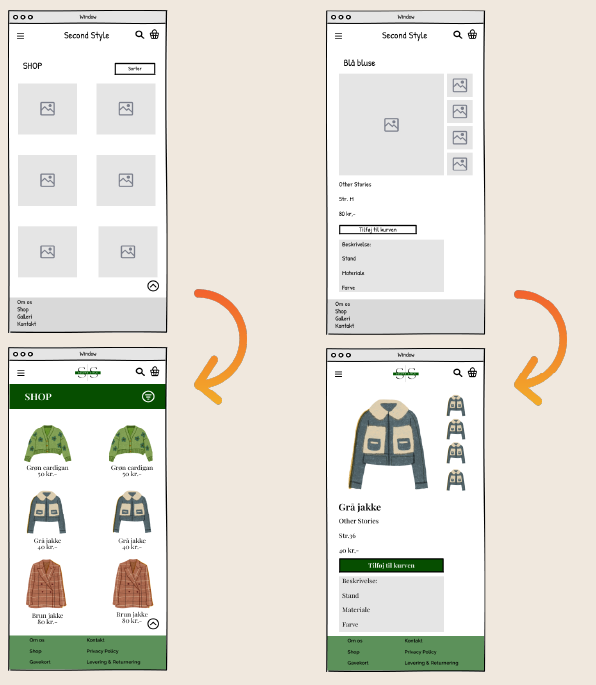 Window
Second Style
SHOP
Sorter
Om os
Shop
Galleri
Kontakt
Window
Second Style
Blå bluse
Other Stories
Str. M
80 kr.-
Tilføj til kurven
Beskrivelse:
Stand
Materiale
Farve
Om os
Shop
Galleri
Kontakt
Window
S S
SHOP
Grøn cardigan
50 kr.-
Grøn cardigan
50 kr.-
Grå jakke
40 kr.-
Grå jakke
40 kr.-
Brun jakke
80 kr.-
Brun jakke
80 kr.-
Om os
Kontakt
Shop
Privacy Policy
Gavekort
Levering & Returnering
Window
S S
Grå jakke
Other Stories
Str.36
40 kr.-
Tilføj til kurven
Beskrivelse:
Stand
Materiale
Farve
Om os
Kontakt
Shop
Privacy Policy
Gavekort
Levering & Returnering